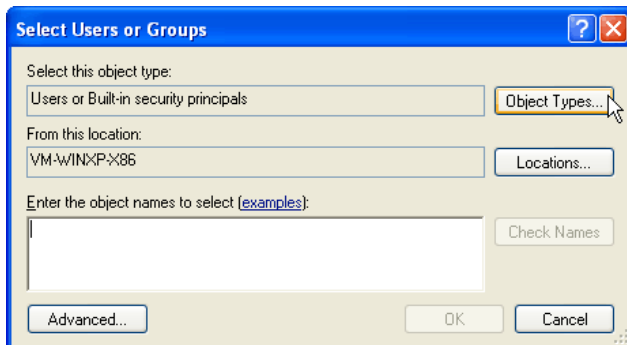 Select Users or Groups
Select this object type:
Users or Built-in security principals
Object Types...
From this location:
VM-WINXP-X86
Locations...
Enter the object names to select (examples):
Check Names
Advanced...
OK
Cancel